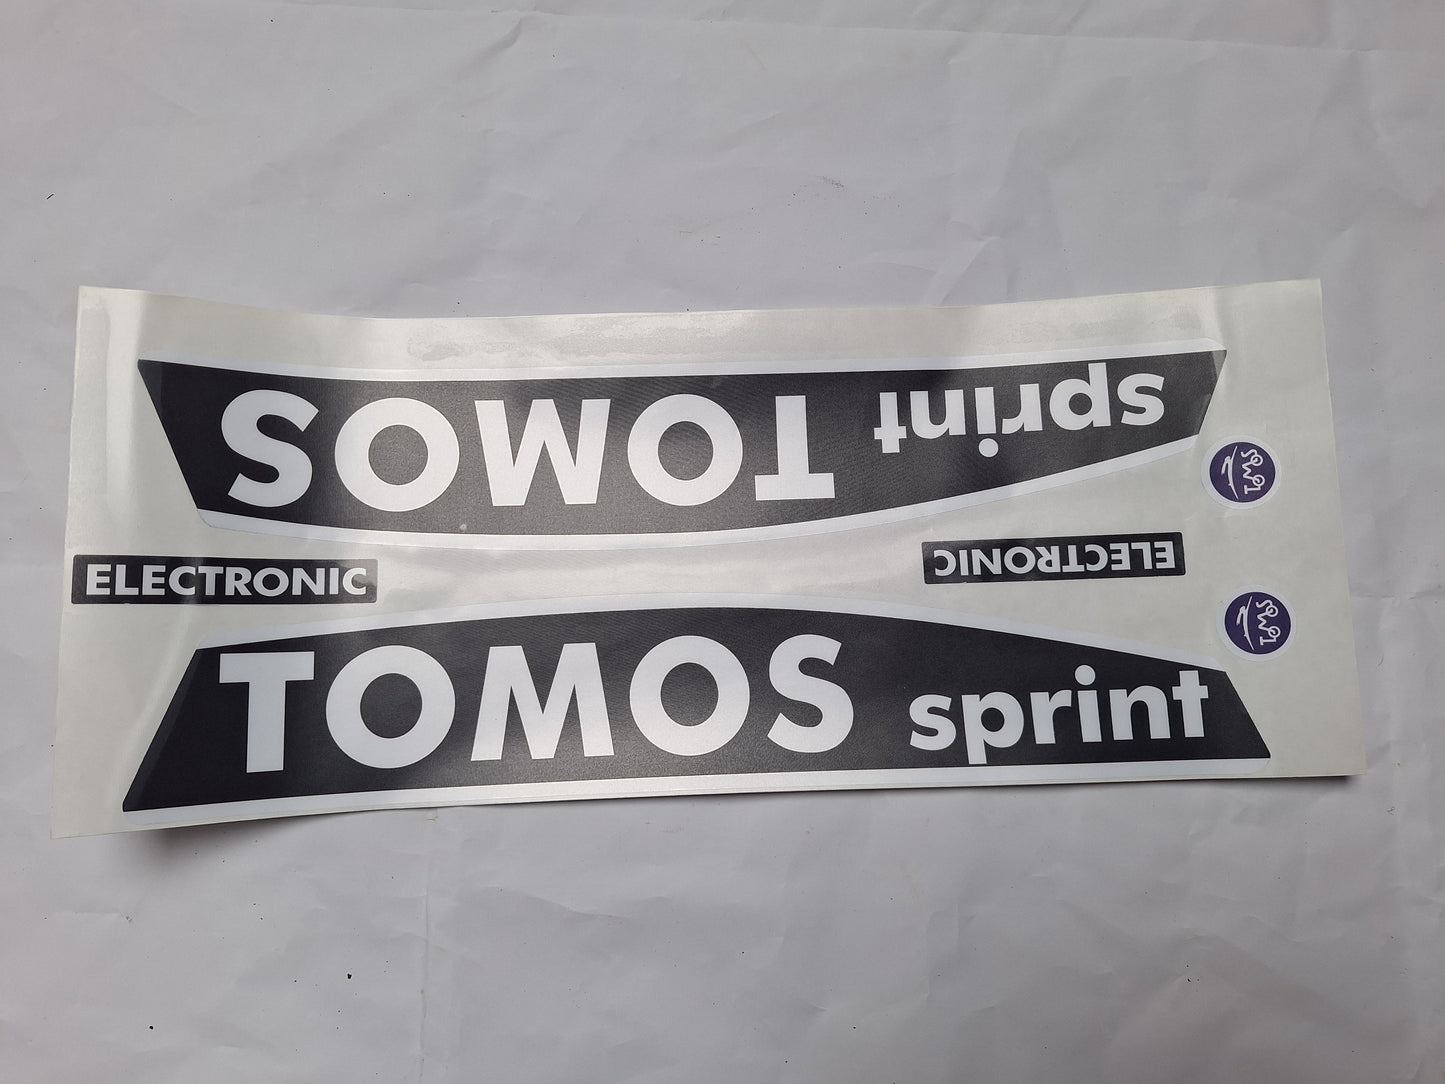 sprint TOMOS
TOMOS
ELECTRONIC
ELECTRONIC
TOMOS
TOMOS sprint